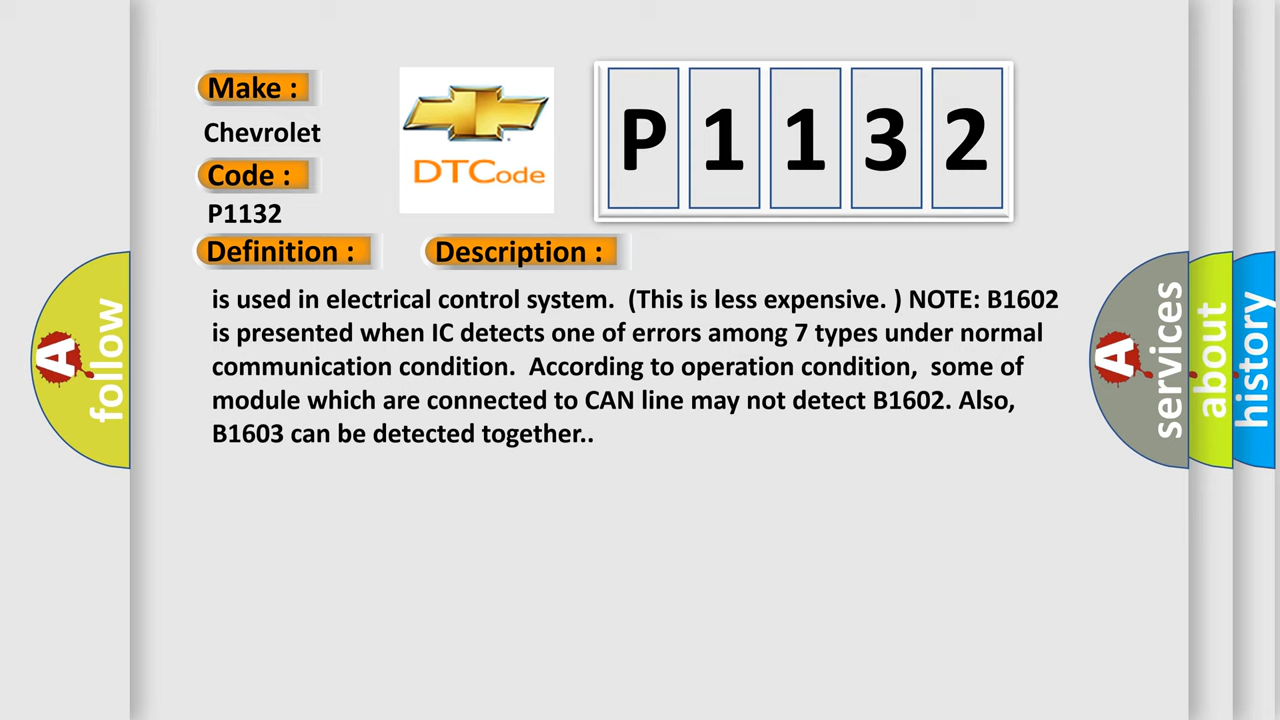 Make :
Chevrolet
Code :
P1132
DTCode
P 1 1 3 2
Definition :
Description :
is used in electrical control system. (This is less expensive. ) NOTE: B1602
is presented when IC detects one of errors among 7 types under normal
communication condition. According to operation condition, some of
module which are connected to CAN line may not detect B1602. Also,
B1603 can be detected together..
A follow
A services
about
history